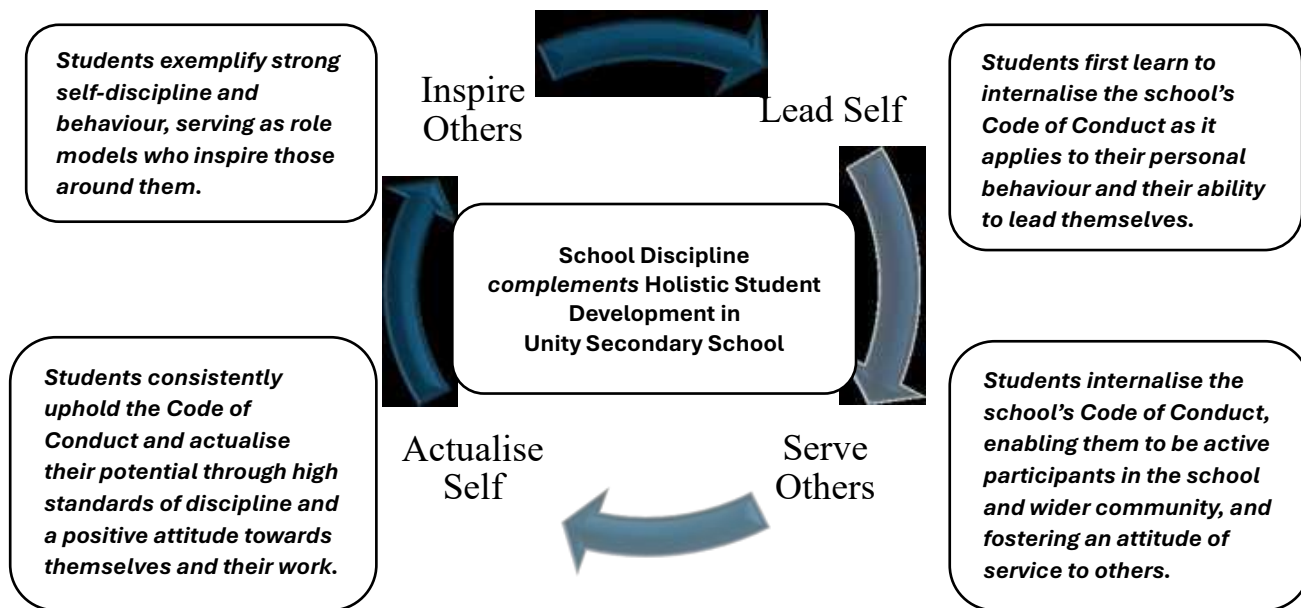 Students exemplify strong
self-discipline and
behaviour, serving as role
models who inspire those
around them.
Inspire
Others
Lead Self
Students first learn to
internalise the school’s
Code of Conduct as it
applies to their personal
behaviour and their ability
to lead themselves.
School Discipline
complements Holistic Student
Development in
Unity Secondary School
Students consistently
uphold the Code of
Conduct and actualise
their potential through high
standards of discipline and
a positive attitude towards
themselves and their work.
Actualise
Self
Serve
Others
Students internalise the
school’s Code of Conduct,
enabling them to be active
participants in the school
and wider community, and
fostering an attitude of
service to others.